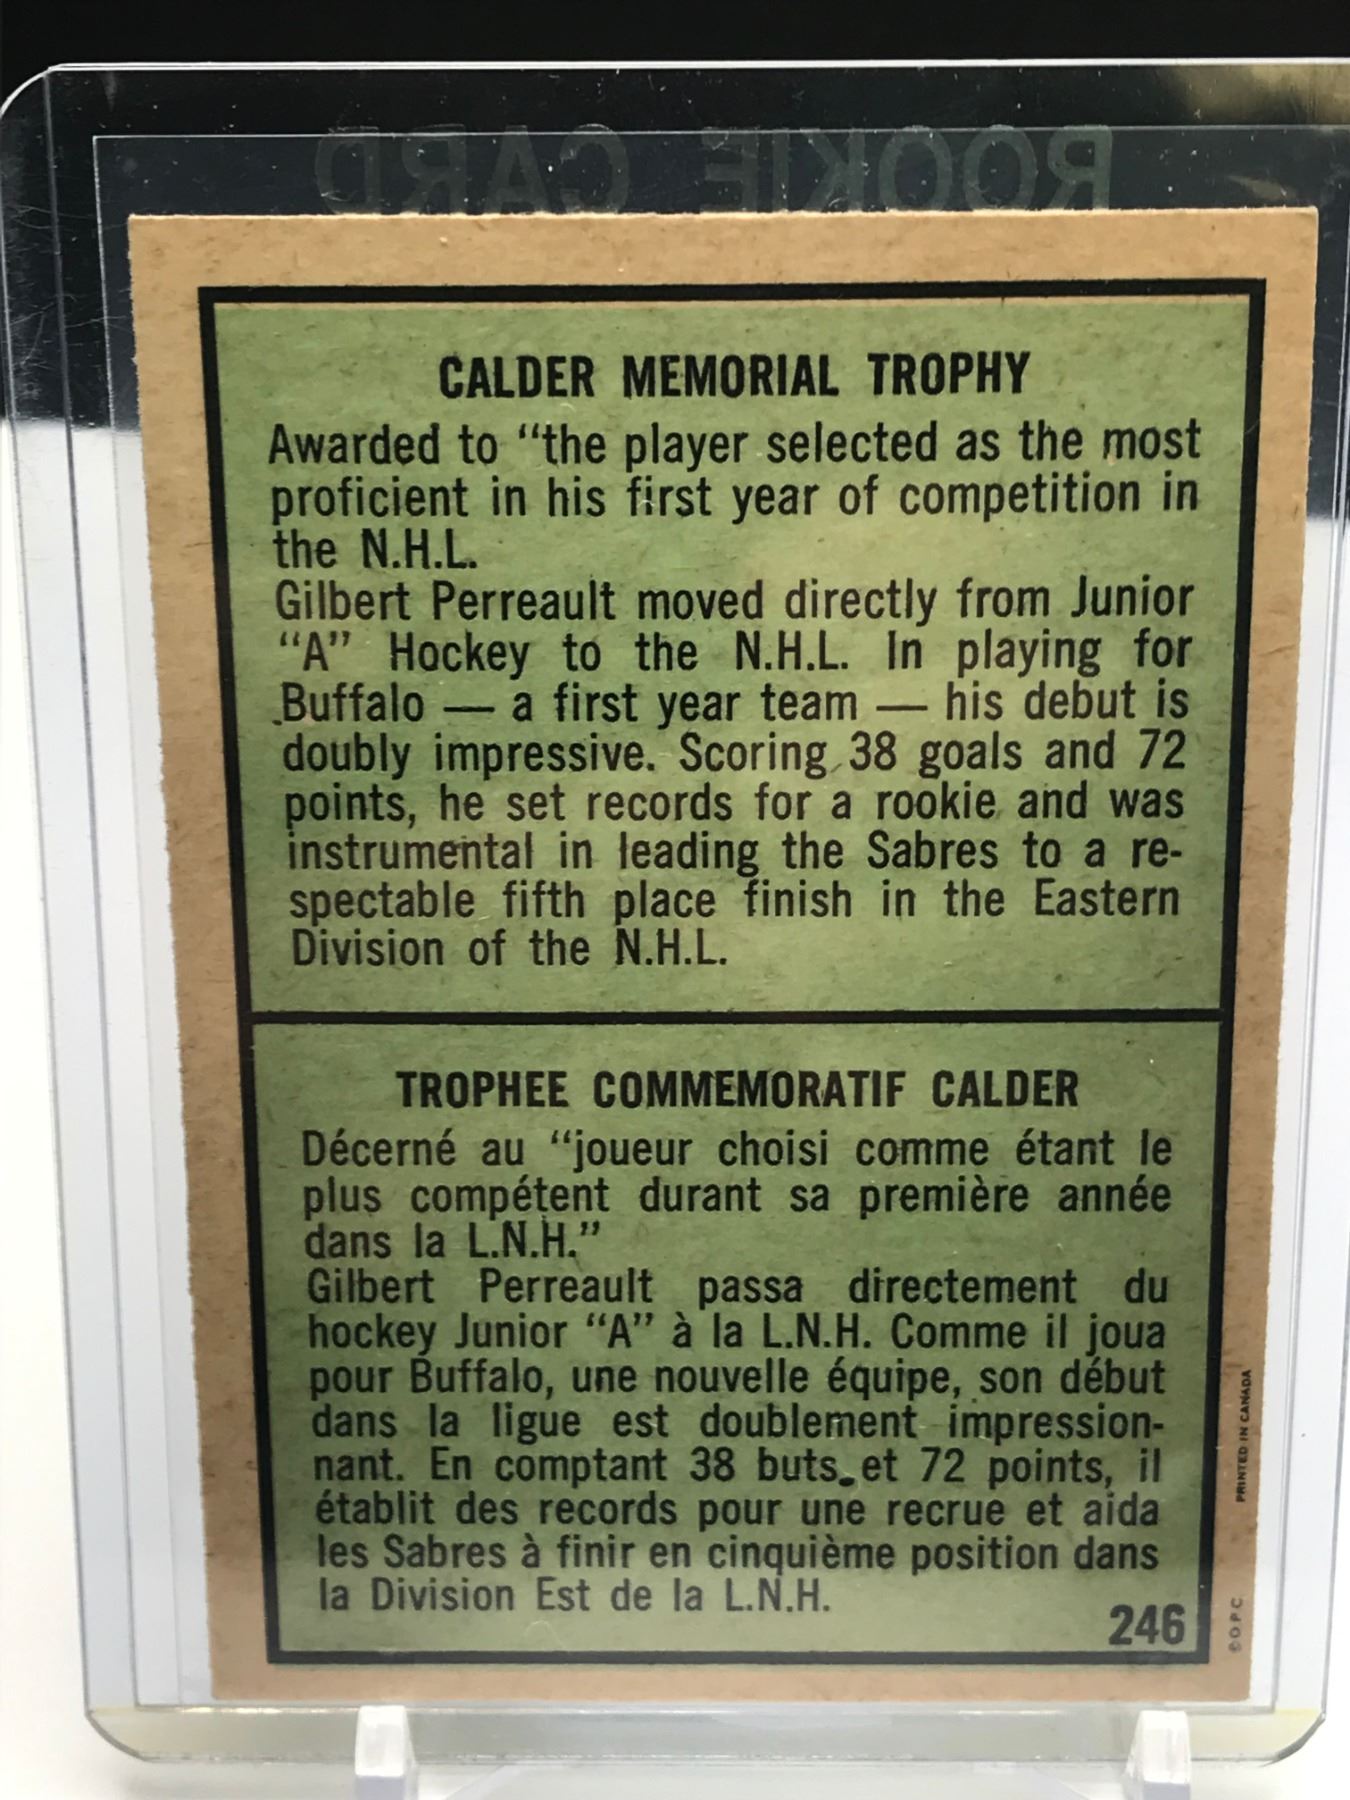 ROOKIE CARD
CALDER MEMORIAL TROPHY
Awarded to "the player selected as the most
proficient in his first year of competition in
the N.H.L.
Gilbert Perreault moved directly from Junior
"A" Hockey to the N.H.L. In playing for
Buffalo — a first year team — his debut is
doubly impressive. Scoring 38 goals and 72
points, he set records for a rookie and was
instrumental in leading the Sabres to a re-
spectable fifth place finish in the Eastern
Division of the N.H.L.
TROPHEE COMMEMORATIF CALDER
Décerné au "joueur choisi comme étant le
plus compétent durant sa première année
dans la L.N.H."
Gilbert Perreault passa directement du
hockey Junior "A" à la L.N.H. Comme il joua
pour Buffalo, une nouvelle équipe, son début
dans la ligue est doublement impression-
nant. En comptant 38 buts et 72 points, il
établit des records pour une recrue et aida
les Sabres à finir en cinquième position dans
la Division Est de la L.N.H.
246
© O.P.C.
PRINTED IN CANADA